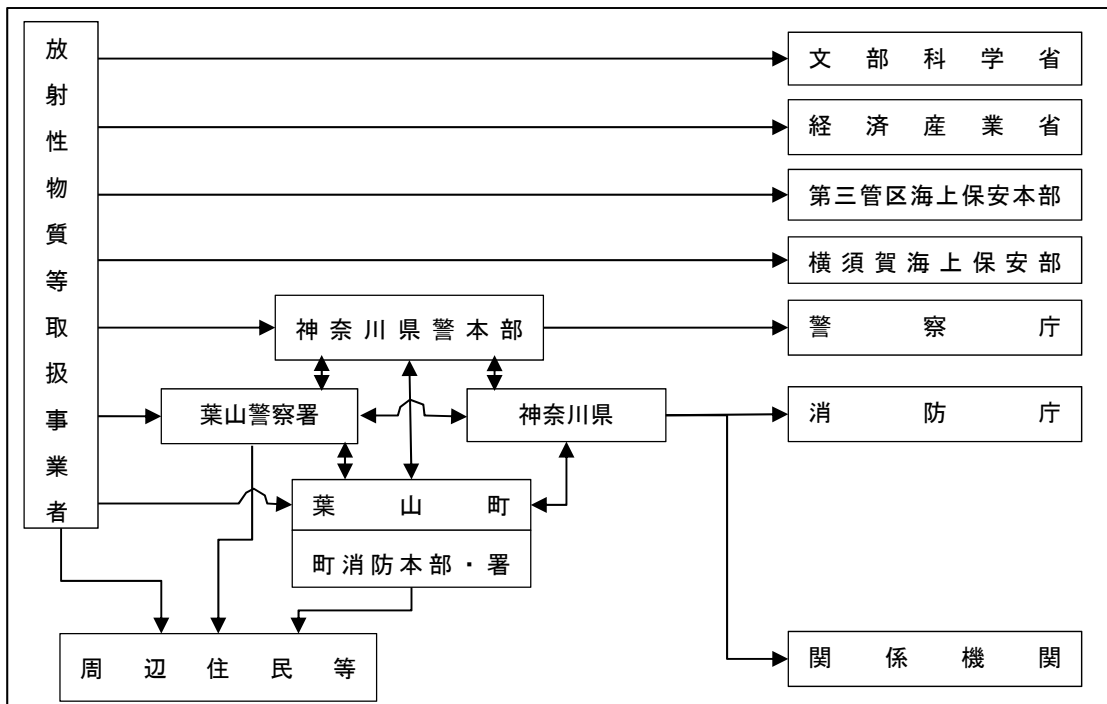 放射性物質等取扱事業者
文部科学省
経済産業省
第三管区海上保安本部
横須賀海上保安部
神奈川県警本部
警察庁
葉山警察署
神奈川県
消防庁
葉山町
町消防本部・署
周辺住民等
関係機関